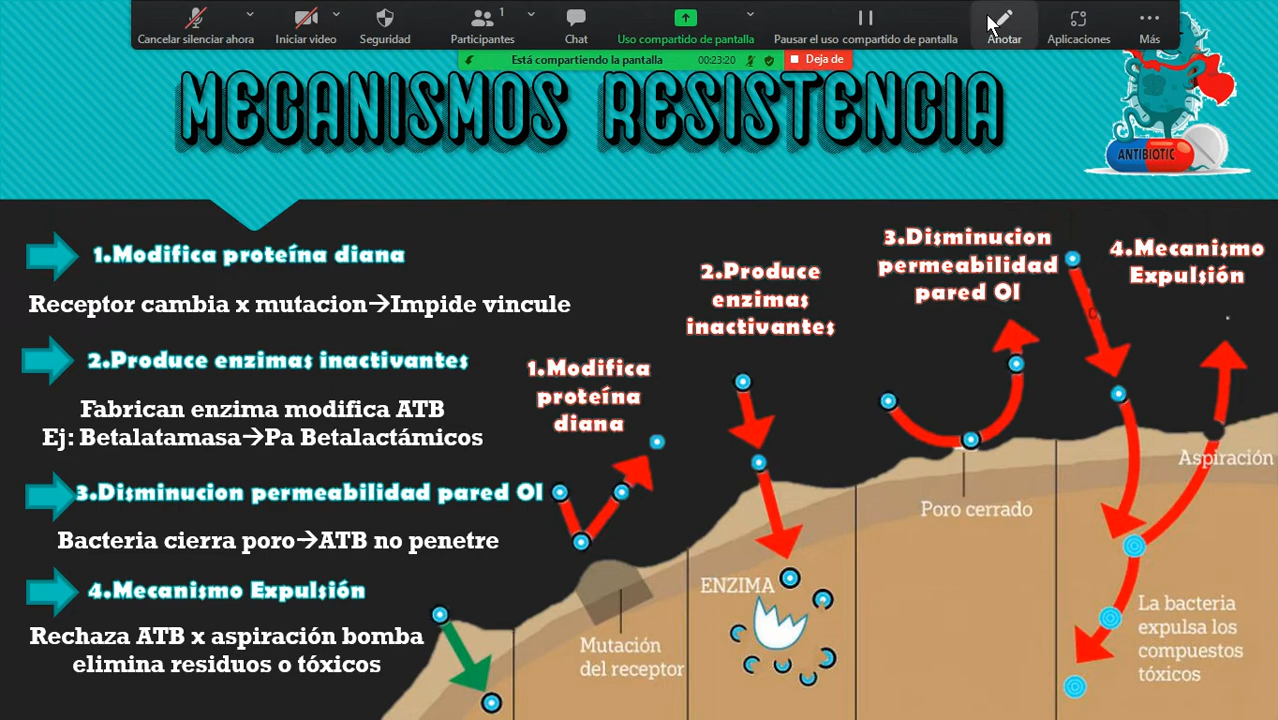 Cancelar silenciar ahora
Iniciar video
Seguridad
Participantes
1
Chat
Uso compartido de pantalla
Pausar el uso compartido de pantalla
Anotar
Aplicaciones
Más
Está compartiendo la pantalla
00:23:20
Deja de
MECANISMOS RESISTENCIA
ANTIBIOTIC
1.Modifica proteína diana
Receptor cambia x mutacion→Impide vincule
2.Produce enzimas inactivantes
Fabrican enzima modifica ATB
Ej: Betalatamasa→Pa Betalactámicos
3.Disminucion permeabilidad pared Ol
Bacteria cierra poro→ATB no penetre
4.Mecanismo Expulsión
Rechaza ATB x aspiración bomba
elimina residuos o tóxicos
1.Modifica
proteína
diana
Mutación
del receptor
2.Produce
enzimas
inactivantes
ENZIMA
3.Disminucion
permeabilidad
pared Ol
Poro cerrado
4.Mecanismo
Expulsión
Aspiración
La bacteria
expulsa los
compuestos
tóxicos